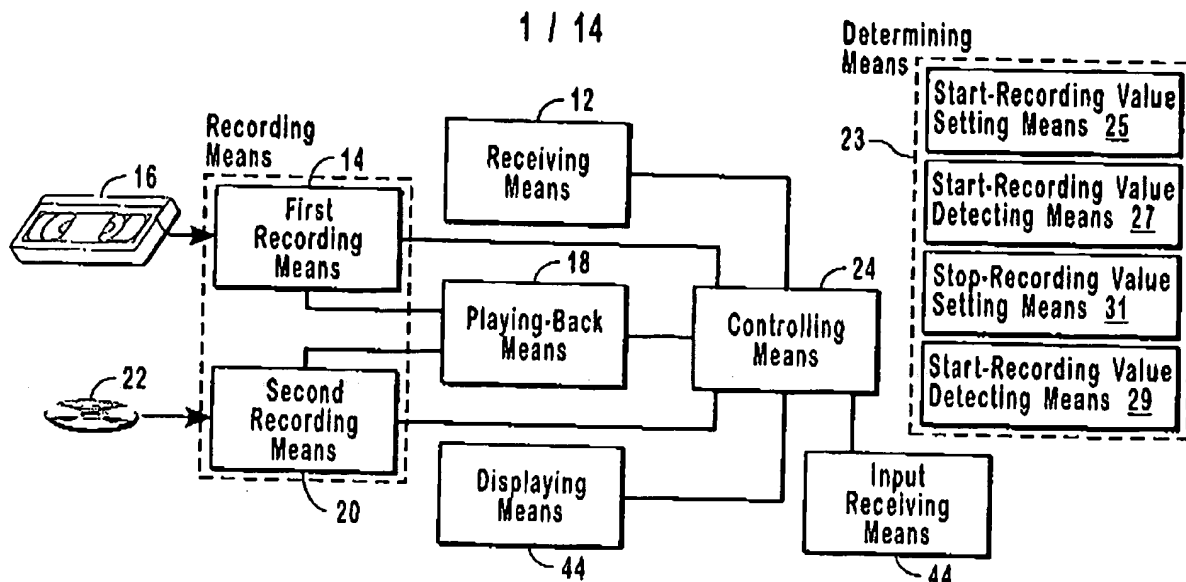 1 / 14
Determining
Means
Start-Recording Value
Setting Means 25
23
Start-Recording Value
Detecting Means 27
Stop-Recording Value
Setting Means 31
Start-Recording Value
Detecting Means 29
12
Receiving
Means
Recording
Means
14
16
First
Recording
Means
18
Playing-Back
Means
24
Controlling
Means
22
Second
Recording
Means
20
Displaying
Means
44
Input
Receiving
Means
44